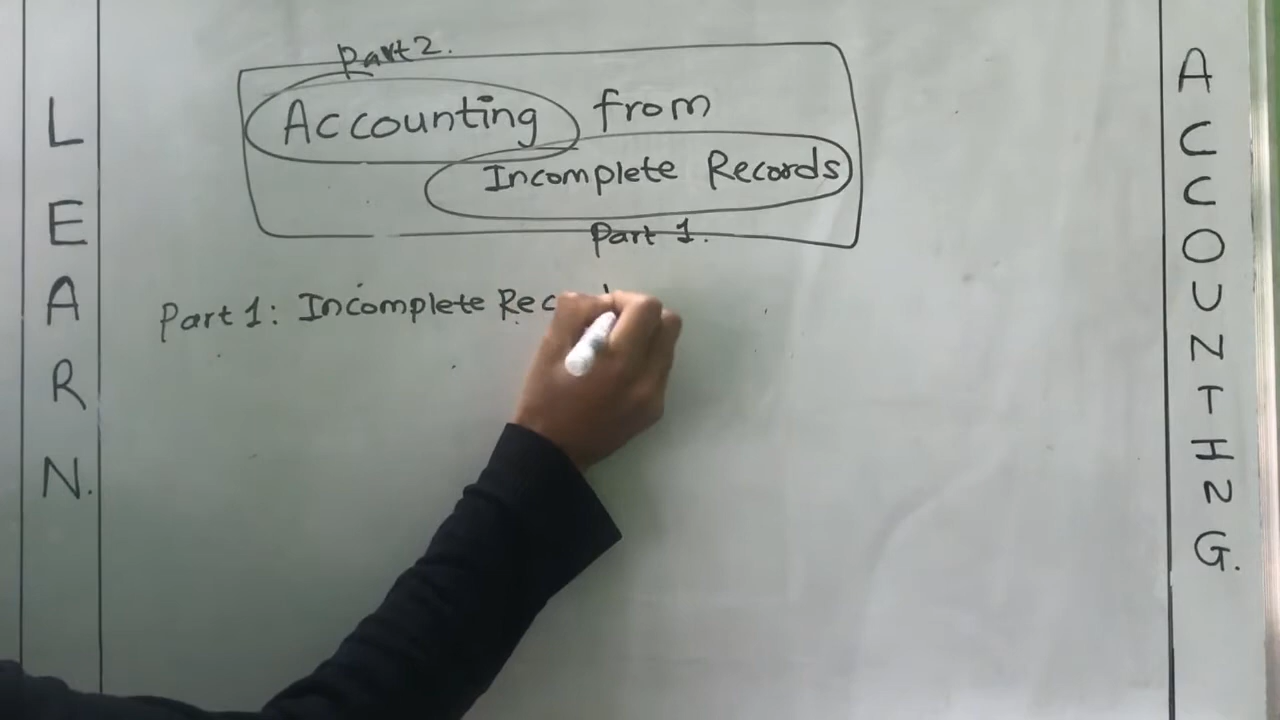 LEARN.
Part 2.
Accounting from
Incomplete Records
Part 1.
Part 1: Incomplete Rec
ACCOUNTING.